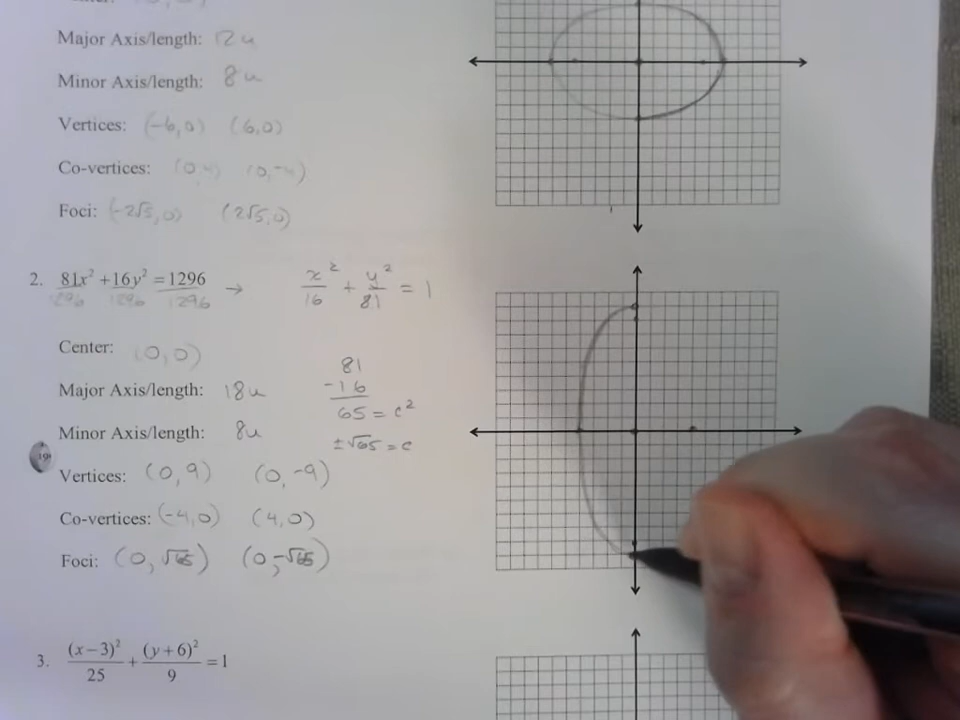 Major Axis/length: 12u
Minor Axis/length: 8u
Vertices: (-6,0) (6,0)
Co-vertices: (0,4) (0,-4)
Foci: (-2√5,0) (2√5,0)
2. 81x² + 16y² = 1296 → x²/16 + y²/81 = 1
1296 1296 1296
Center: (0,0)
81
-16
Major Axis/length: 18u
65 = c²
Minor Axis/length: 8u
±√65 = c
Vertices: (0,9) (0,-9)
Co-vertices: (-4,0) (4,0)
Foci: (0,√65) (0,-√65)
3. (x-3)²/25 + (y+6)²/9 = 1